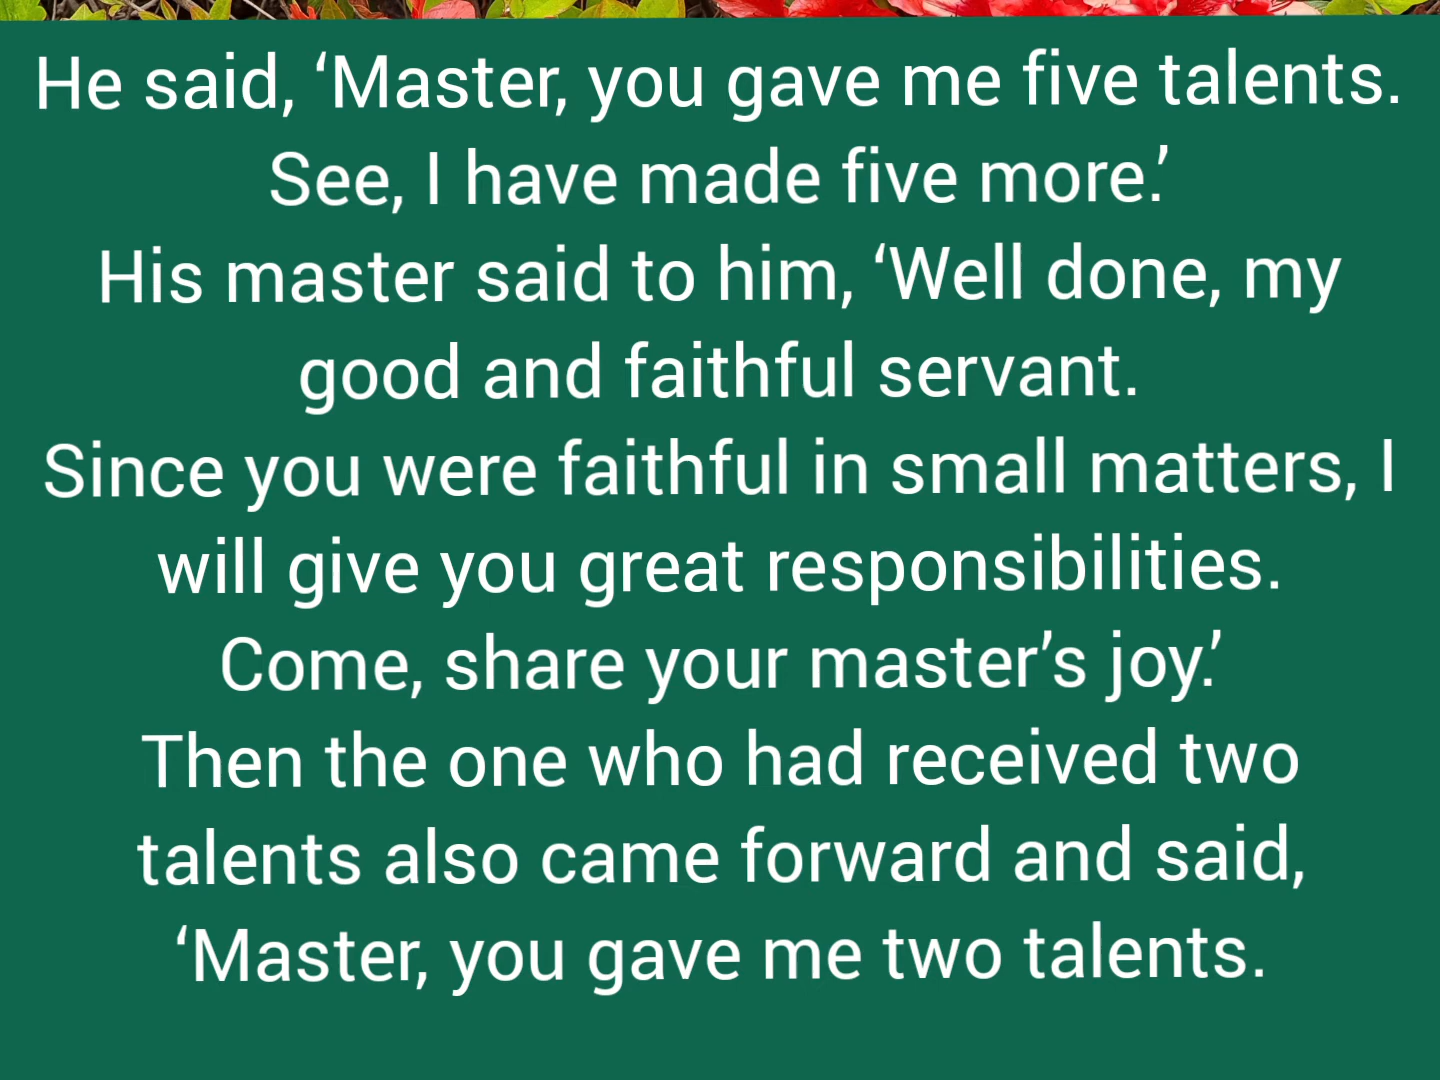 He said, ‘Master, you gave me five talents.
See, I have made five more.’
His master said to him, ‘Well done, my
good and faithful servant.
Since you were faithful in small matters, I
will give you great responsibilities.
Come, share your master’s joy.’
Then the one who had received two
talents also came forward and said,
‘Master, you gave me two talents.